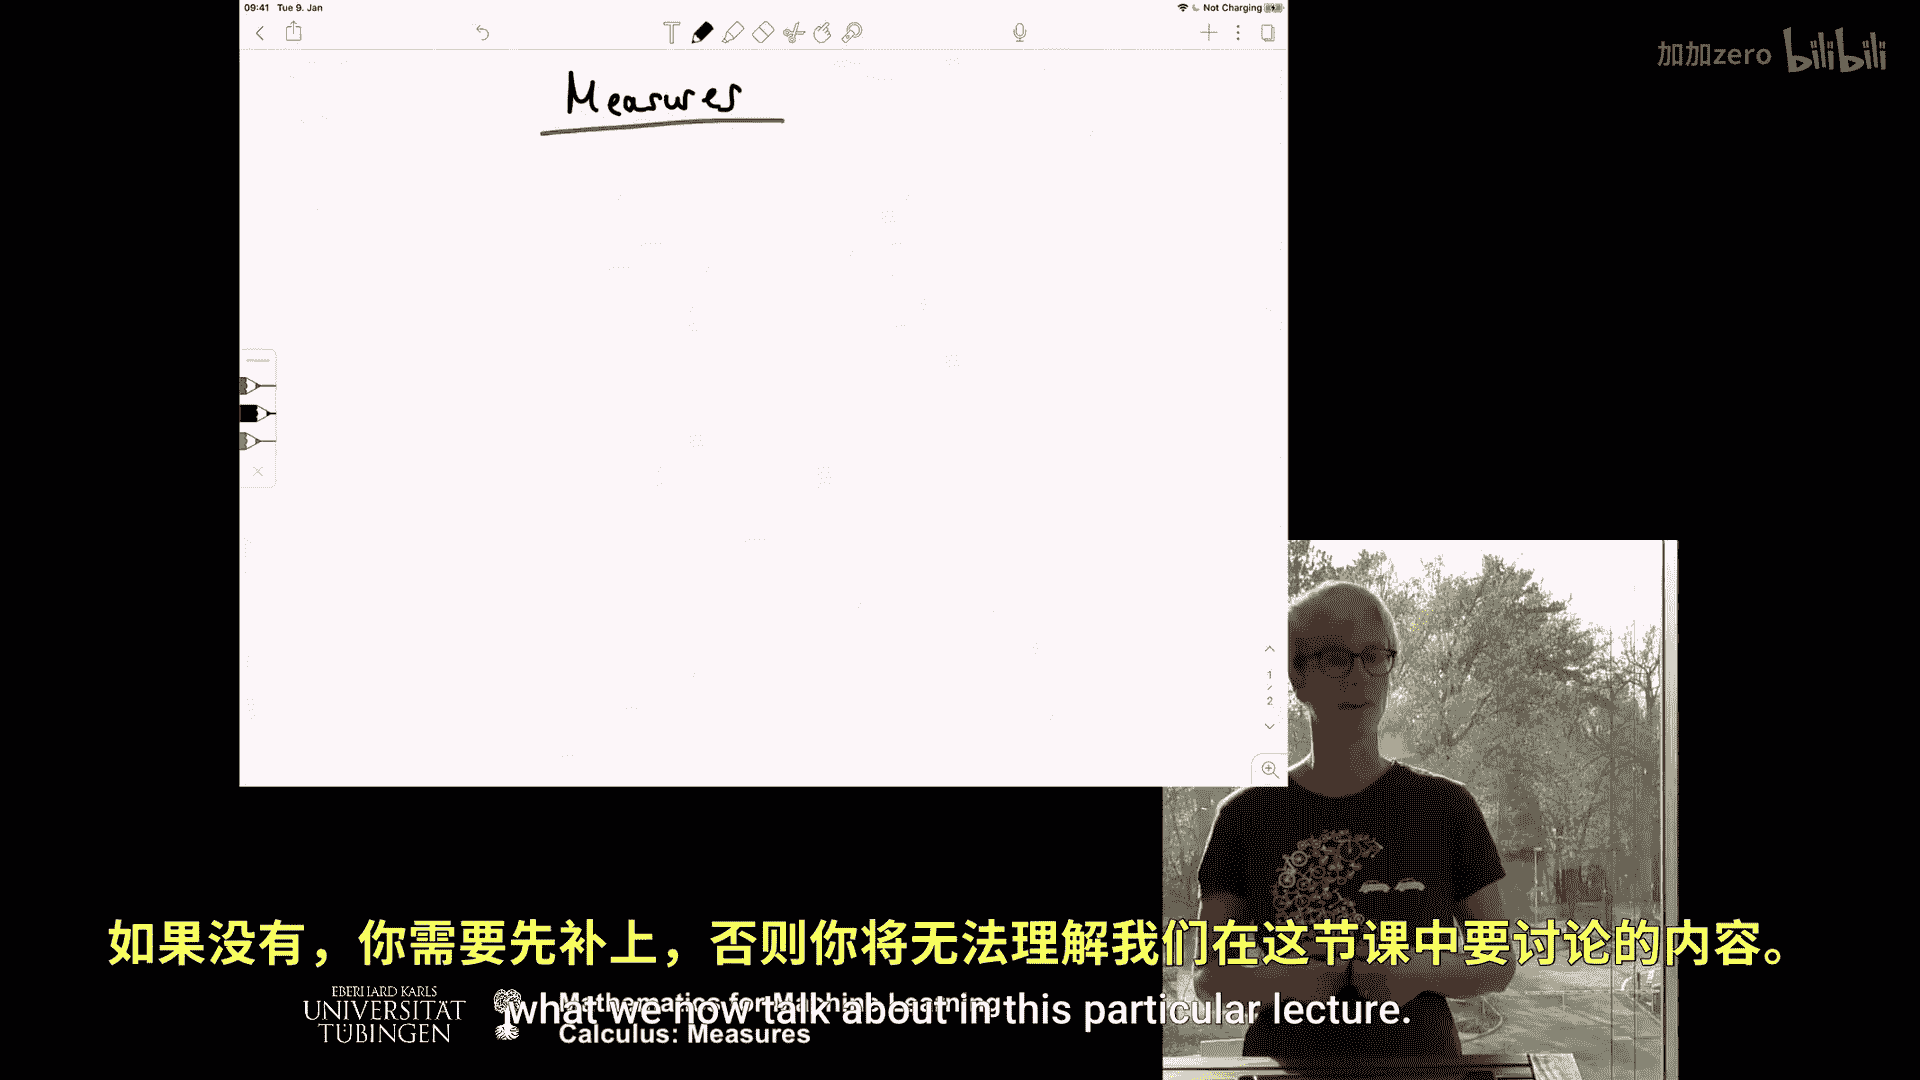 09:41 Tue 9. Jan
Not Charging
加加zero bilibili
T
Measures
1
2
如果没有，你需要先补上，否则你将无法理解我们在这节课中要讨论的内容。
what we now talk about in this particular lecture.
EBERHARD KARLS
UNIVERSITÄT
TÜBINGEN
Mathematics for Machine Learning
Calculus: Measures